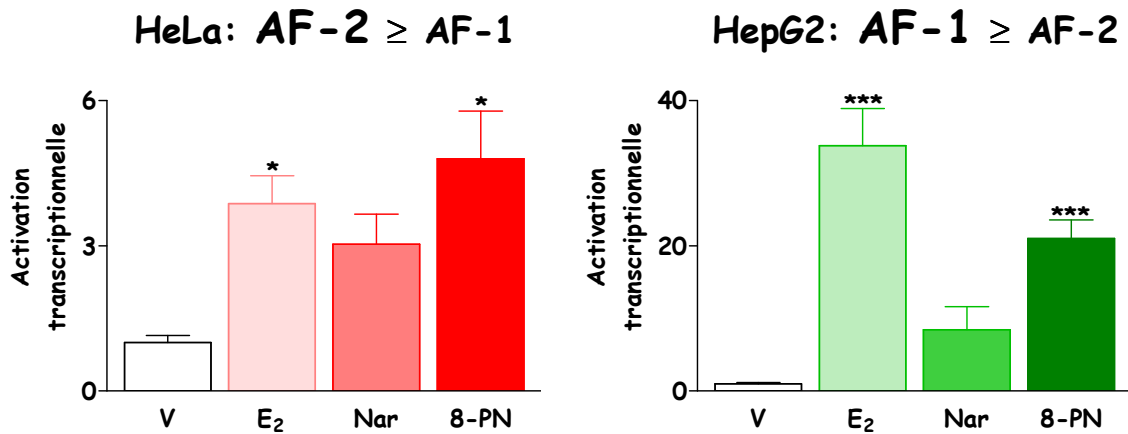 HeLa: AF-2 ≥ AF-1
Activation
transcriptionnelle
6
3
0
*
*
V E₂ Nar 8-PN
HepG2: AF-1 ≥ AF-2
Activation
transcriptionnelle
40
20
0
***
***
V E₂ Nar 8-PN